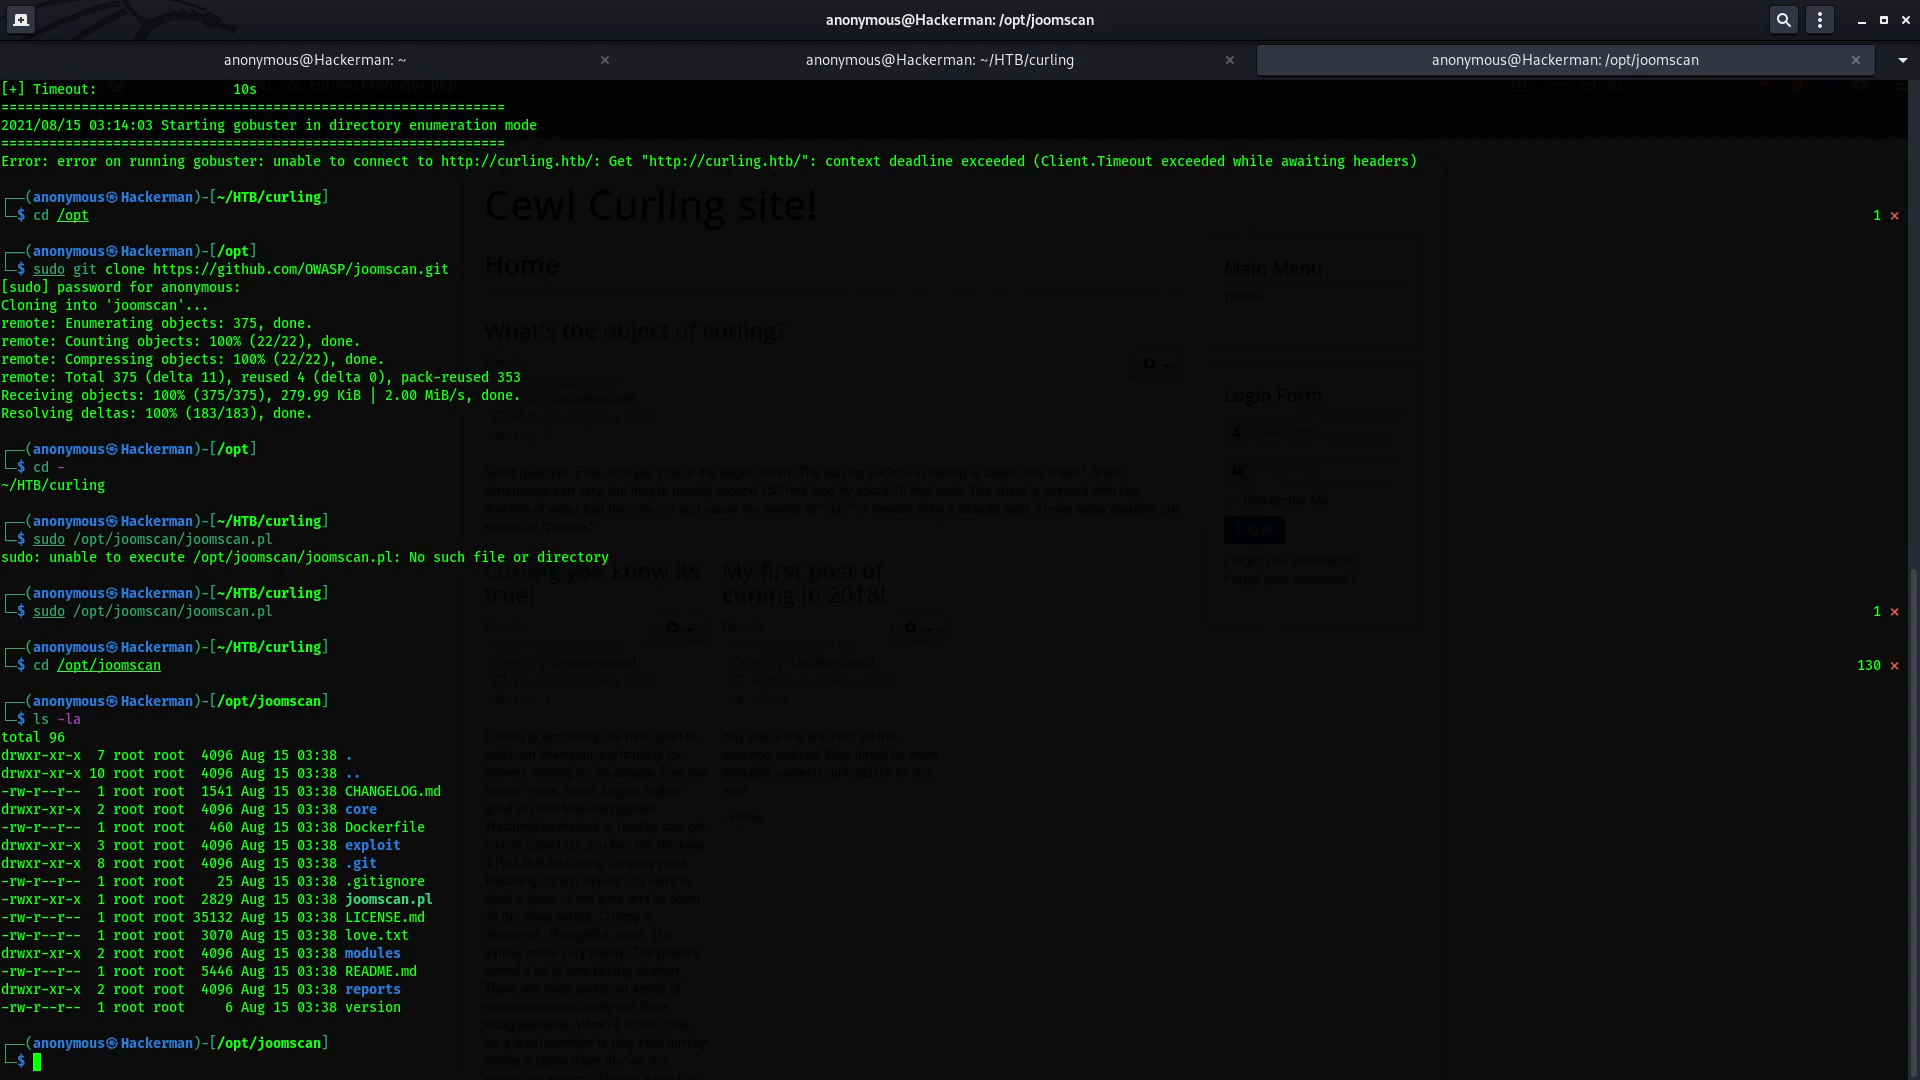 anonymous@Hackerman: /opt/joomscan
anonymous@Hackerman: ~
anonymous@Hackerman: ~/HTB/curling
anonymous@Hackerman: /opt/joomscan
[+] Timeout:                 10s
===============================================================
2021/08/15 03:14:03 Starting gobuster in directory enumeration mode
===============================================================
Error: error on running gobuster: unable to connect to http://curling.htb/: Get "http://curling.htb/": context deadline exceeded (Client.Timeout exceeded while awaiting headers)
┌──(anonymous㉿Hackerman)-[~/HTB/curling]
└─$ cd /opt 1 ⨯
┌──(anonymous㉿Hackerman)-[/opt]
└─$ sudo git clone https://github.com/OWASP/joomscan.git
[sudo] password for anonymous:
Cloning into 'joomscan'...
remote: Enumerating objects: 375, done.
remote: Counting objects: 100% (22/22), done.
remote: Compressing objects: 100% (22/22), done.
remote: Total 375 (delta 11), reused 4 (delta 0), pack-reused 353
Receiving objects: 100% (375/375), 279.99 KiB | 2.00 MiB/s, done.
Resolving deltas: 100% (183/183), done.
┌──(anonymous㉿Hackerman)-[/opt]
└─$ cd -
~/HTB/curling
┌──(anonymous㉿Hackerman)-[~/HTB/curling]
└─$ sudo /opt/joomscan/joomscan.pl
sudo: unable to execute /opt/joomscan/joomscan.pl: No such file or directory
┌──(anonymous㉿Hackerman)-[~/HTB/curling]
└─$ sudo /opt/joomscan/joomscan.pl 1 ⨯
┌──(anonymous㉿Hackerman)-[~/HTB/curling]
└─$ cd /opt/joomscan 130 ⨯
┌──(anonymous㉿Hackerman)-[/opt/joomscan]
└─$ ls -la
total 96
drwxr-xr-x  7 root root  4096 Aug 15 03:38 .
drwxr-xr-x 10 root root  4096 Aug 15 03:38 ..
-rw-r--r--  1 root root  1541 Aug 15 03:38 CHANGELOG.md
drwxr-xr-x  2 root root  4096 Aug 15 03:38 core
-rw-r--r--  1 root root   460 Aug 15 03:38 Dockerfile
drwxr-xr-x  3 root root  4096 Aug 15 03:38 exploit
drwxr-xr-x  8 root root  4096 Aug 15 03:38 .git
-rw-r--r--  1 root root    25 Aug 15 03:38 .gitignore
-rwxr-xr-x  1 root root  2829 Aug 15 03:38 joomscan.pl
-rw-r--r--  1 root root 35132 Aug 15 03:38 LICENSE.md
-rw-r--r--  1 root root  3070 Aug 15 03:38 love.txt
drwxr-xr-x  2 root root  4096 Aug 15 03:38 modules
-rw-r--r--  1 root root  5446 Aug 15 03:38 README.md
drwxr-xr-x  2 root root  4096 Aug 15 03:38 reports
-rw-r--r--  1 root root     6 Aug 15 03:38 version
┌──(anonymous㉿Hackerman)-[/opt/joomscan]
└─$
Cewl Curling site!
Home
What's the object of curling?
Curling you know its
true!
My first post of
curling in 2018!
Main Menu
Home
Login Form
Remember Me
Log in
Forgot your username?
Forgot your password?